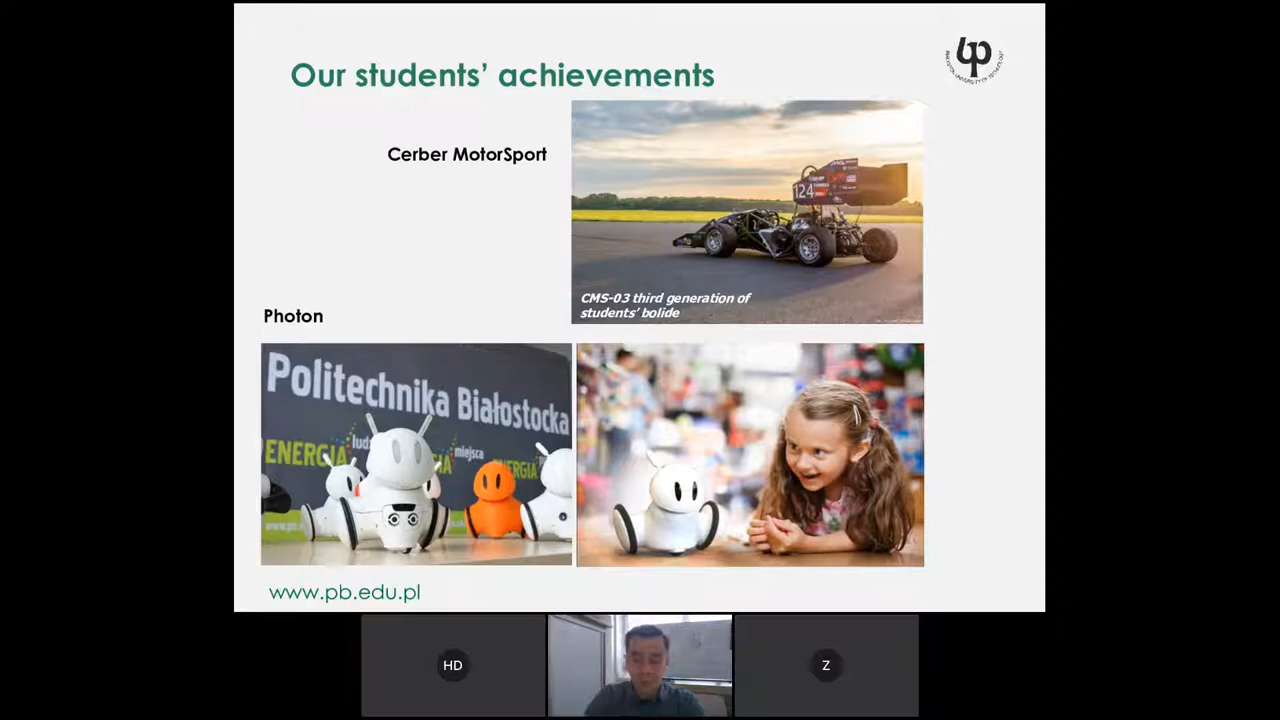 Our students' achievements
Cerber MotorSport
124
CMS-03 third generation of
students' bolide
Photon
Politechnika Białostocka
ENERGIA
miejsca
ENERGIA
www.pb.edu.pl
HD
Z